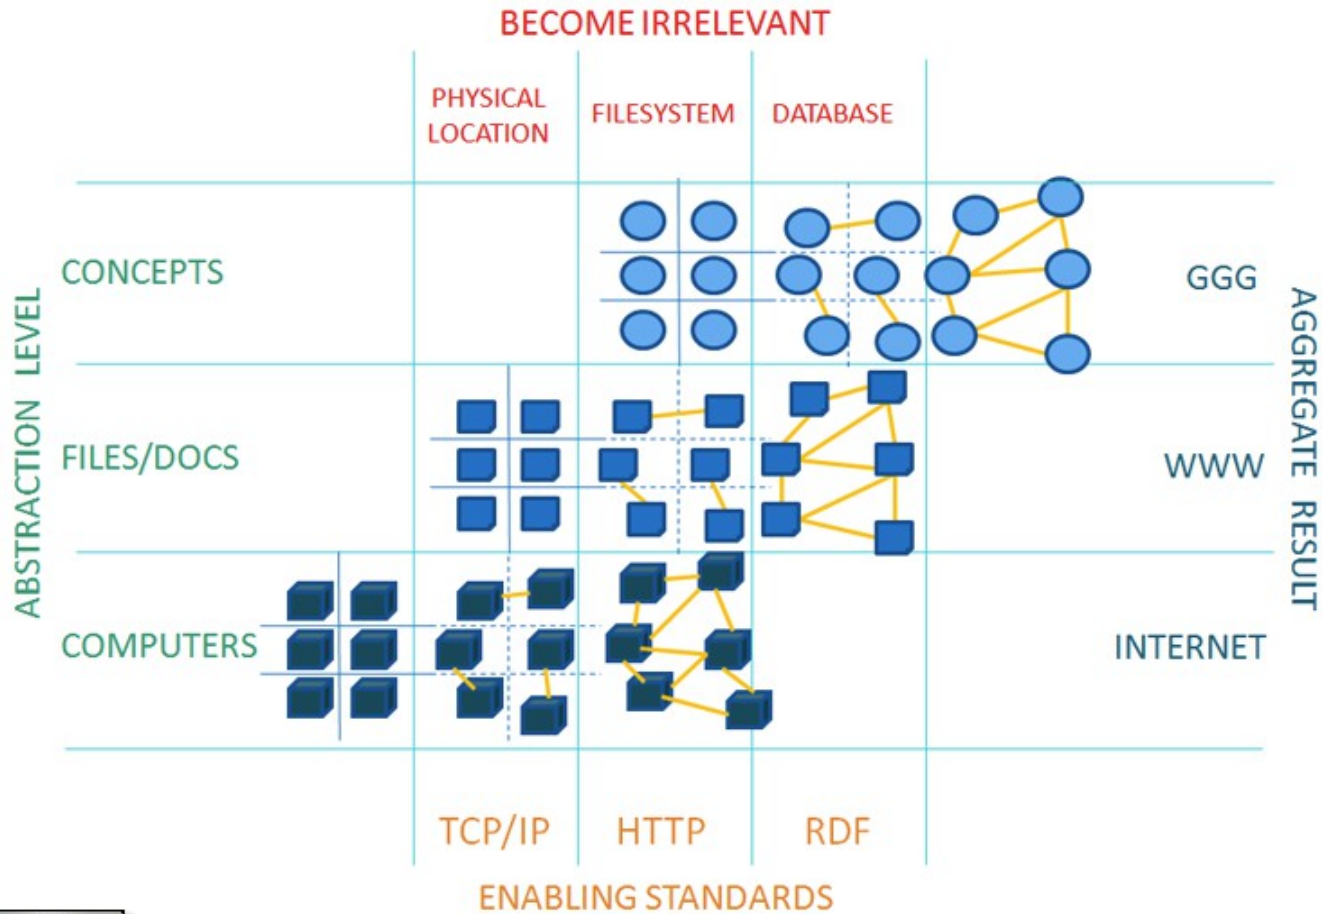 BECOME IRRELEVANT
PHYSICAL
LOCATION
FILESYSTEM
DATABASE
CONCEPTS
GGG
ABSTRACTION LEVEL
AGGREGATE RESULT
FILES/DOCS
WWW
COMPUTERS
INTERNET
TCP/IP
HTTP
RDF
ENABLING STANDARDS